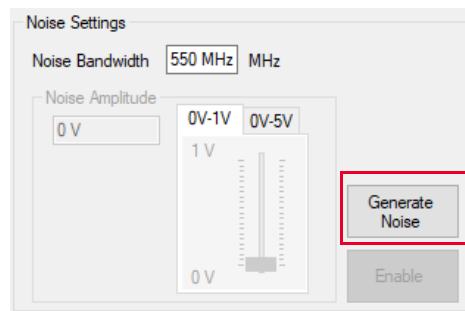 Noise Settings
Noise Bandwidth 550 MHz MHz
Noise Amplitude
0 V
0V-1V 0V-5V
1 V
0 V
Generate
Noise
Enable